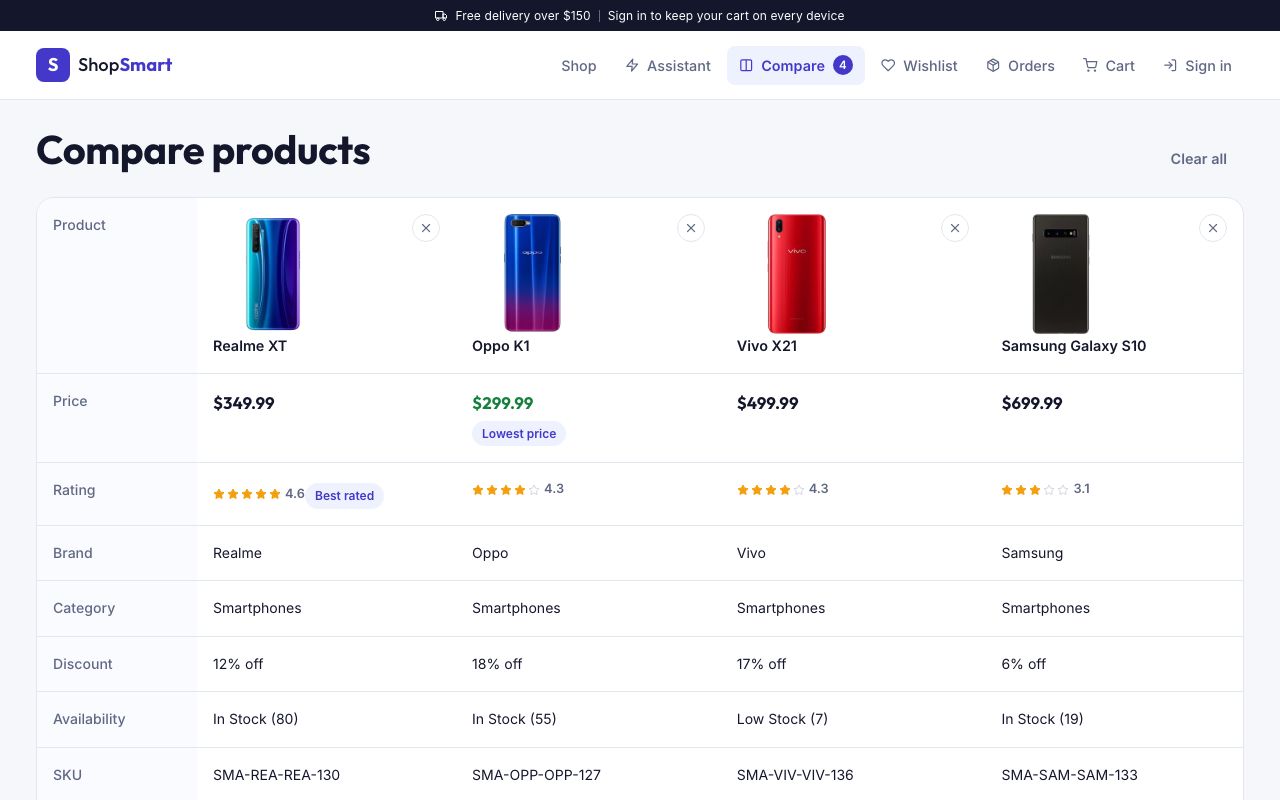 Free delivery over $150 | Sign in to keep your cart on every device
S ShopSmart Shop Assistant Compare 4 Wishlist Orders Cart Sign in
Compare products
Clear all
Product
oppo
vivo
SAMSUNG
realme
Realme XT Oppo K1 Vivo X21 Samsung Galaxy S10
Price $349.99 $299.99 $499.99 $699.99
Lowest price
Rating 4.6 Best rated 4.3 4.3 3.1
Brand Realme Oppo Vivo Samsung
Category Smartphones Smartphones Smartphones Smartphones
Discount 12% off 18% off 17% off 6% off
Availability In Stock (80) In Stock (55) Low Stock (7) In Stock (19)
SKU SMA-REA-REA-130 SMA-OPP-OPP-127 SMA-VIV-VIV-136 SMA-SAM-SAM-133